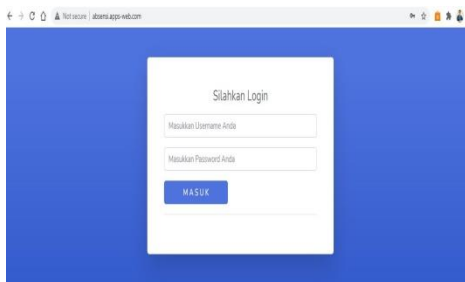 Not secure | absensi.apps-web.com
Silahkan Login
Masukkan Username Anda
Masukkan Password Anda
MASUK